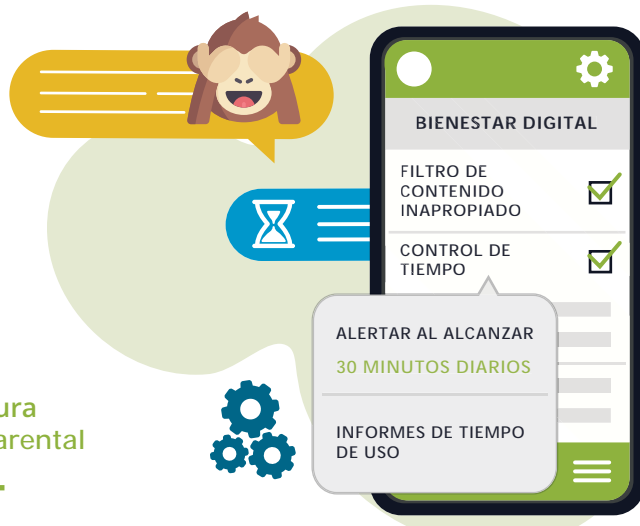 BIENESTAR DIGITAL
FILTRO DE
CONTENIDO
INAPROPIADO
CONTROL DE
TIEMPO
ALERTAR AL ALCANZAR
30 MINUTOS DIARIOS
INFORMES DE TIEMPO
DE USO
ura
arental